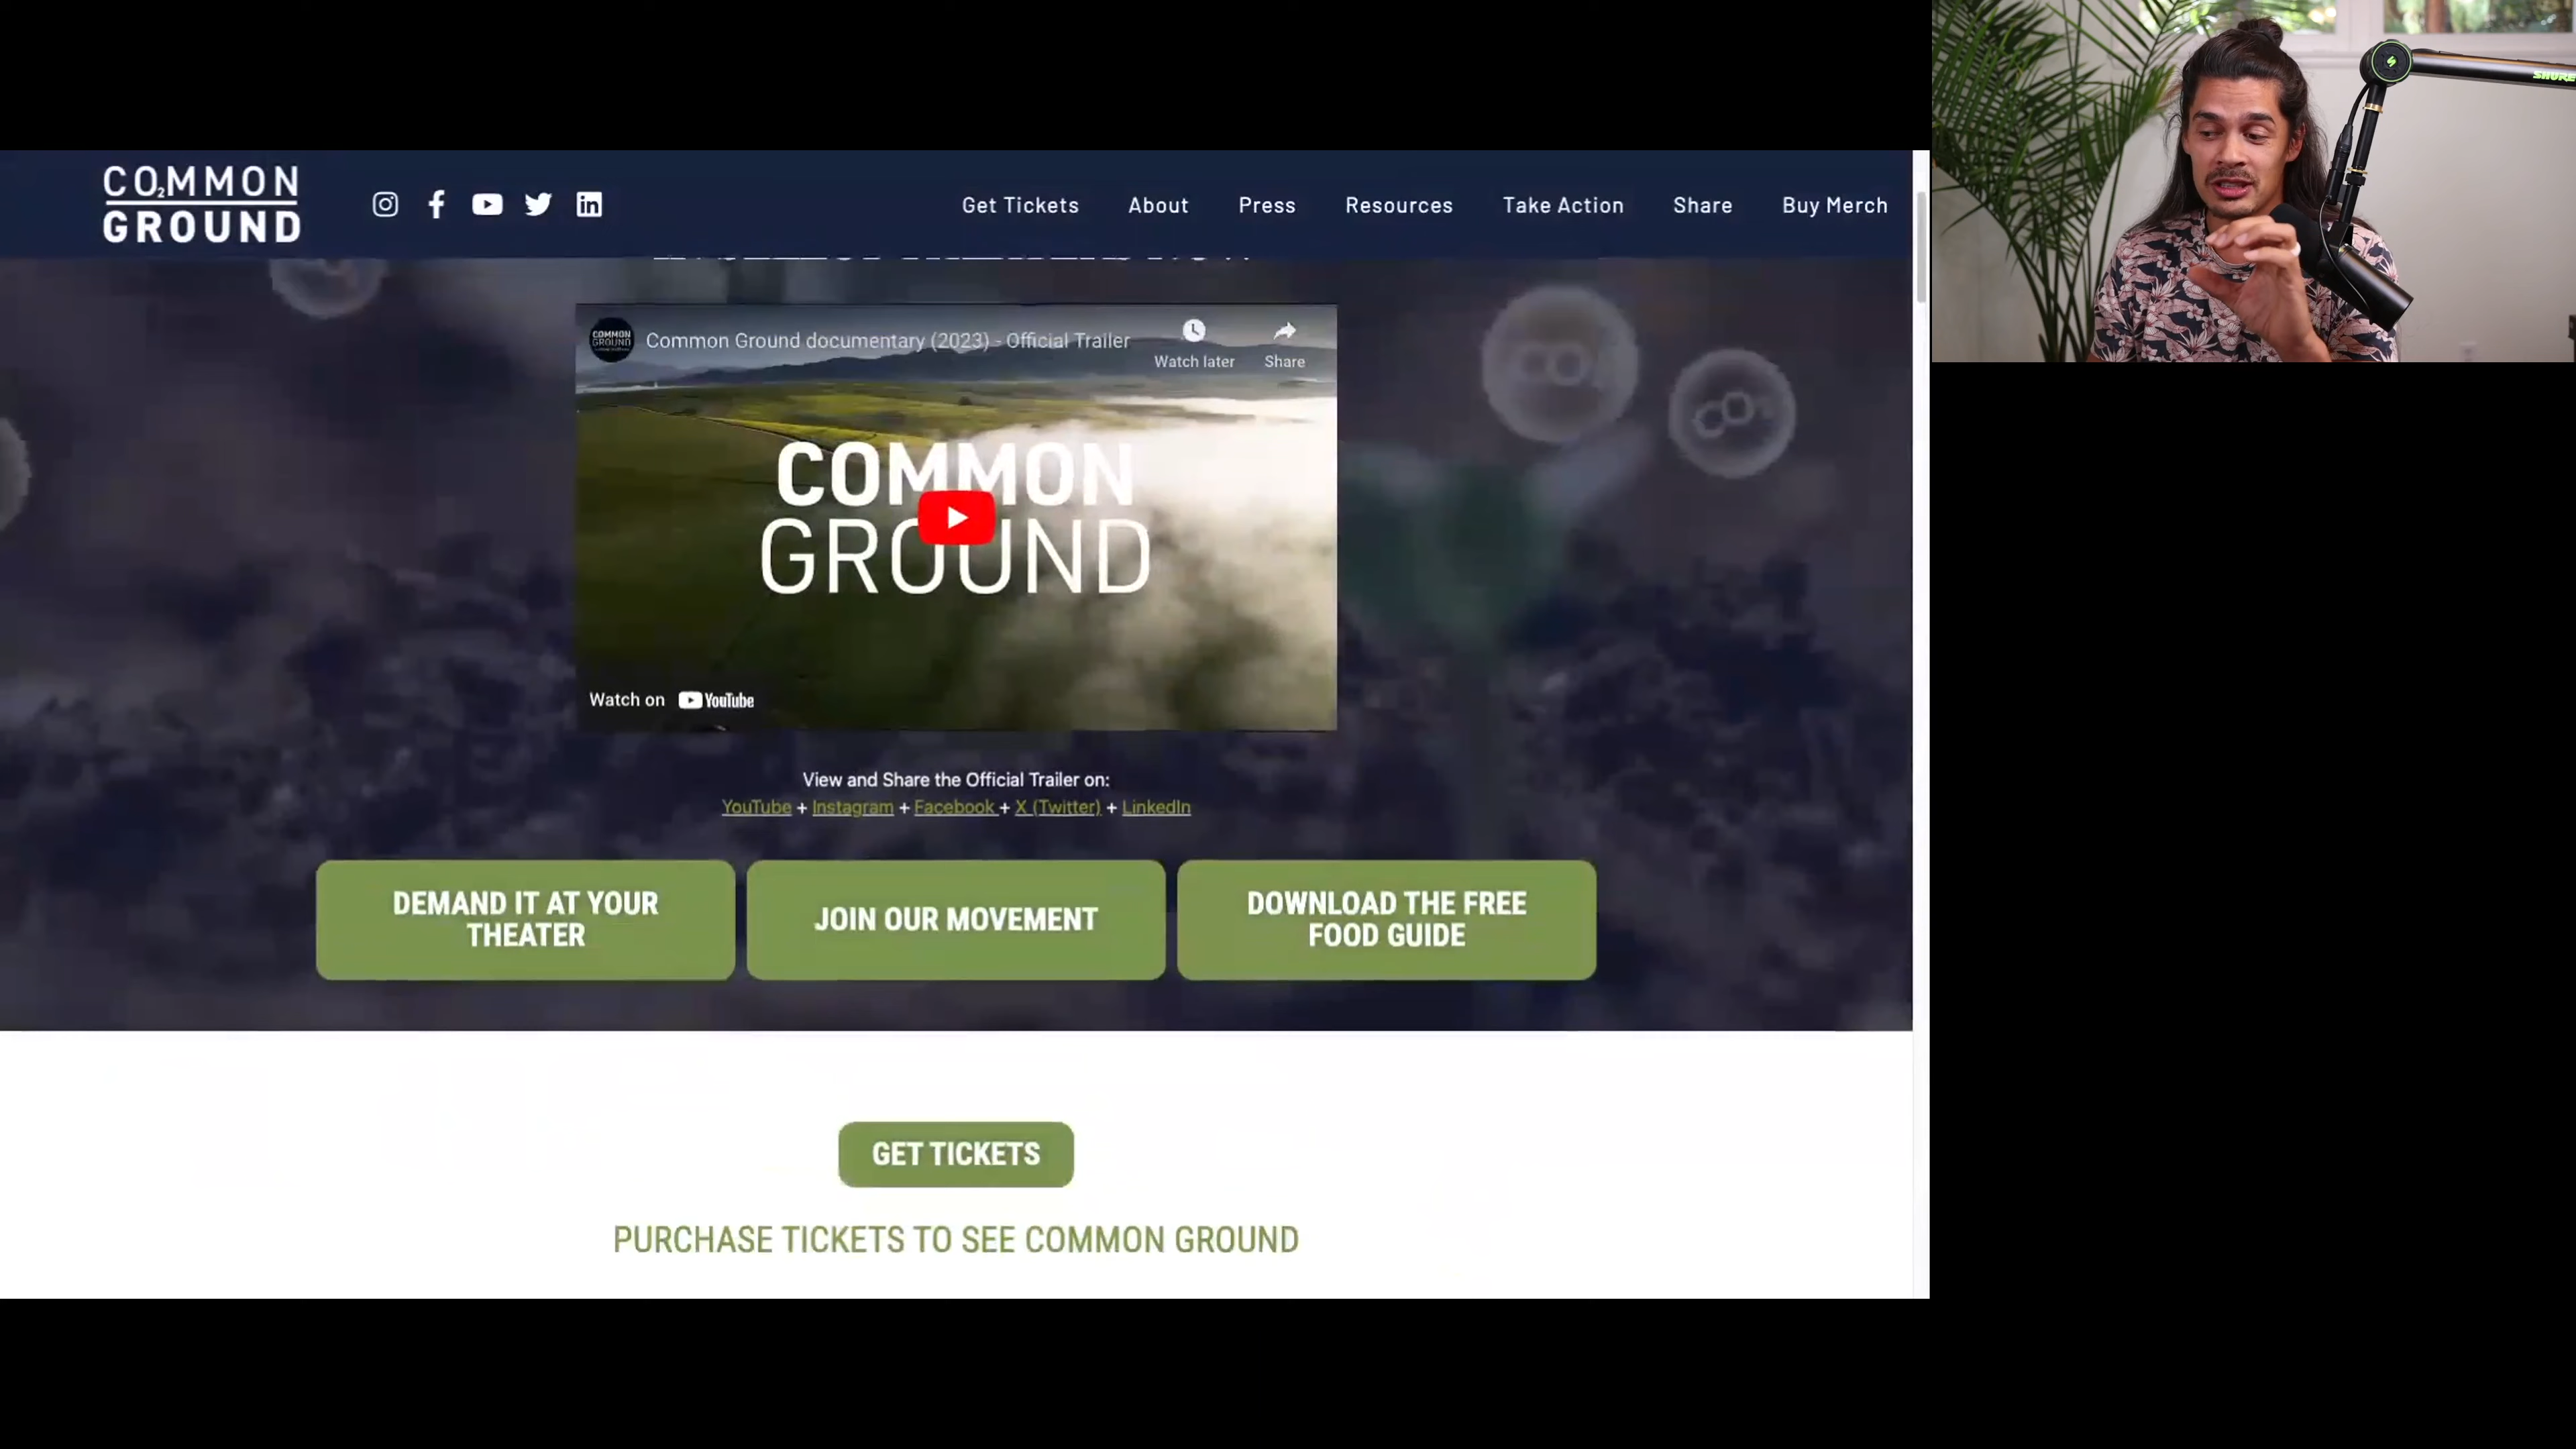 CO₂MMON
GROUND
Get Tickets
About
Press
Resources
Take Action
Share
Buy Merch
COMMON
GROUND
Common Ground documentary (2023) - Official Trailer
Watch later
Share
COMMON
GROUND
Watch on YouTube
View and Share the Official Trailer on:
YouTube + Instagram + Facebook + X (Twitter) + LinkedIn
DEMAND IT AT YOUR
THEATER
JOIN OUR MOVEMENT
DOWNLOAD THE FREE
FOOD GUIDE
GET TICKETS
PURCHASE TICKETS TO SEE COMMON GROUND
SHURE